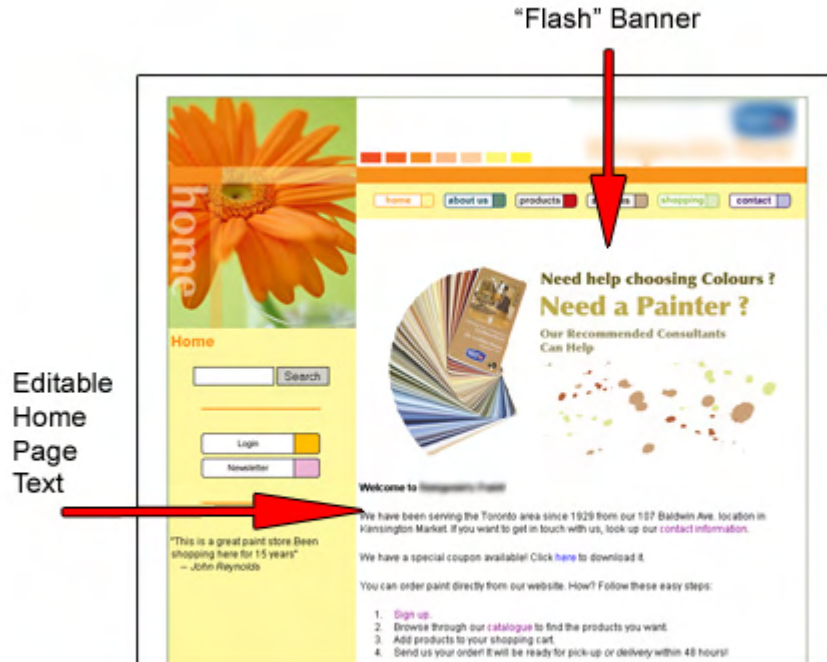 “Flash” Banner
home
home
about us
products
shopping
contact
Need help choosing Colours ?
Need a Painter ?
Our Recommended Consultants
Can Help
Home
Search
Editable
Home
Page
Text
Login
Newsletter
Welcome to
We have been serving the Toronto area since 1929 from our 107 Baldwin Ave. location in
Kensington Market. If you want to get in touch with us, look up our contact information.
"This is a great paint store.Been
shopping here for 15 years"
-- John Reynolds
We have a special coupon available! Click here to download it.
You can order paint directly from our website. How? Follow these easy steps:
1. Sign up.
2. Browse through our catalogue to find the products you want.
3. Add products to your shopping cart.
4. Send us your order! It will be ready for pick-up or delivery within 48 hours!